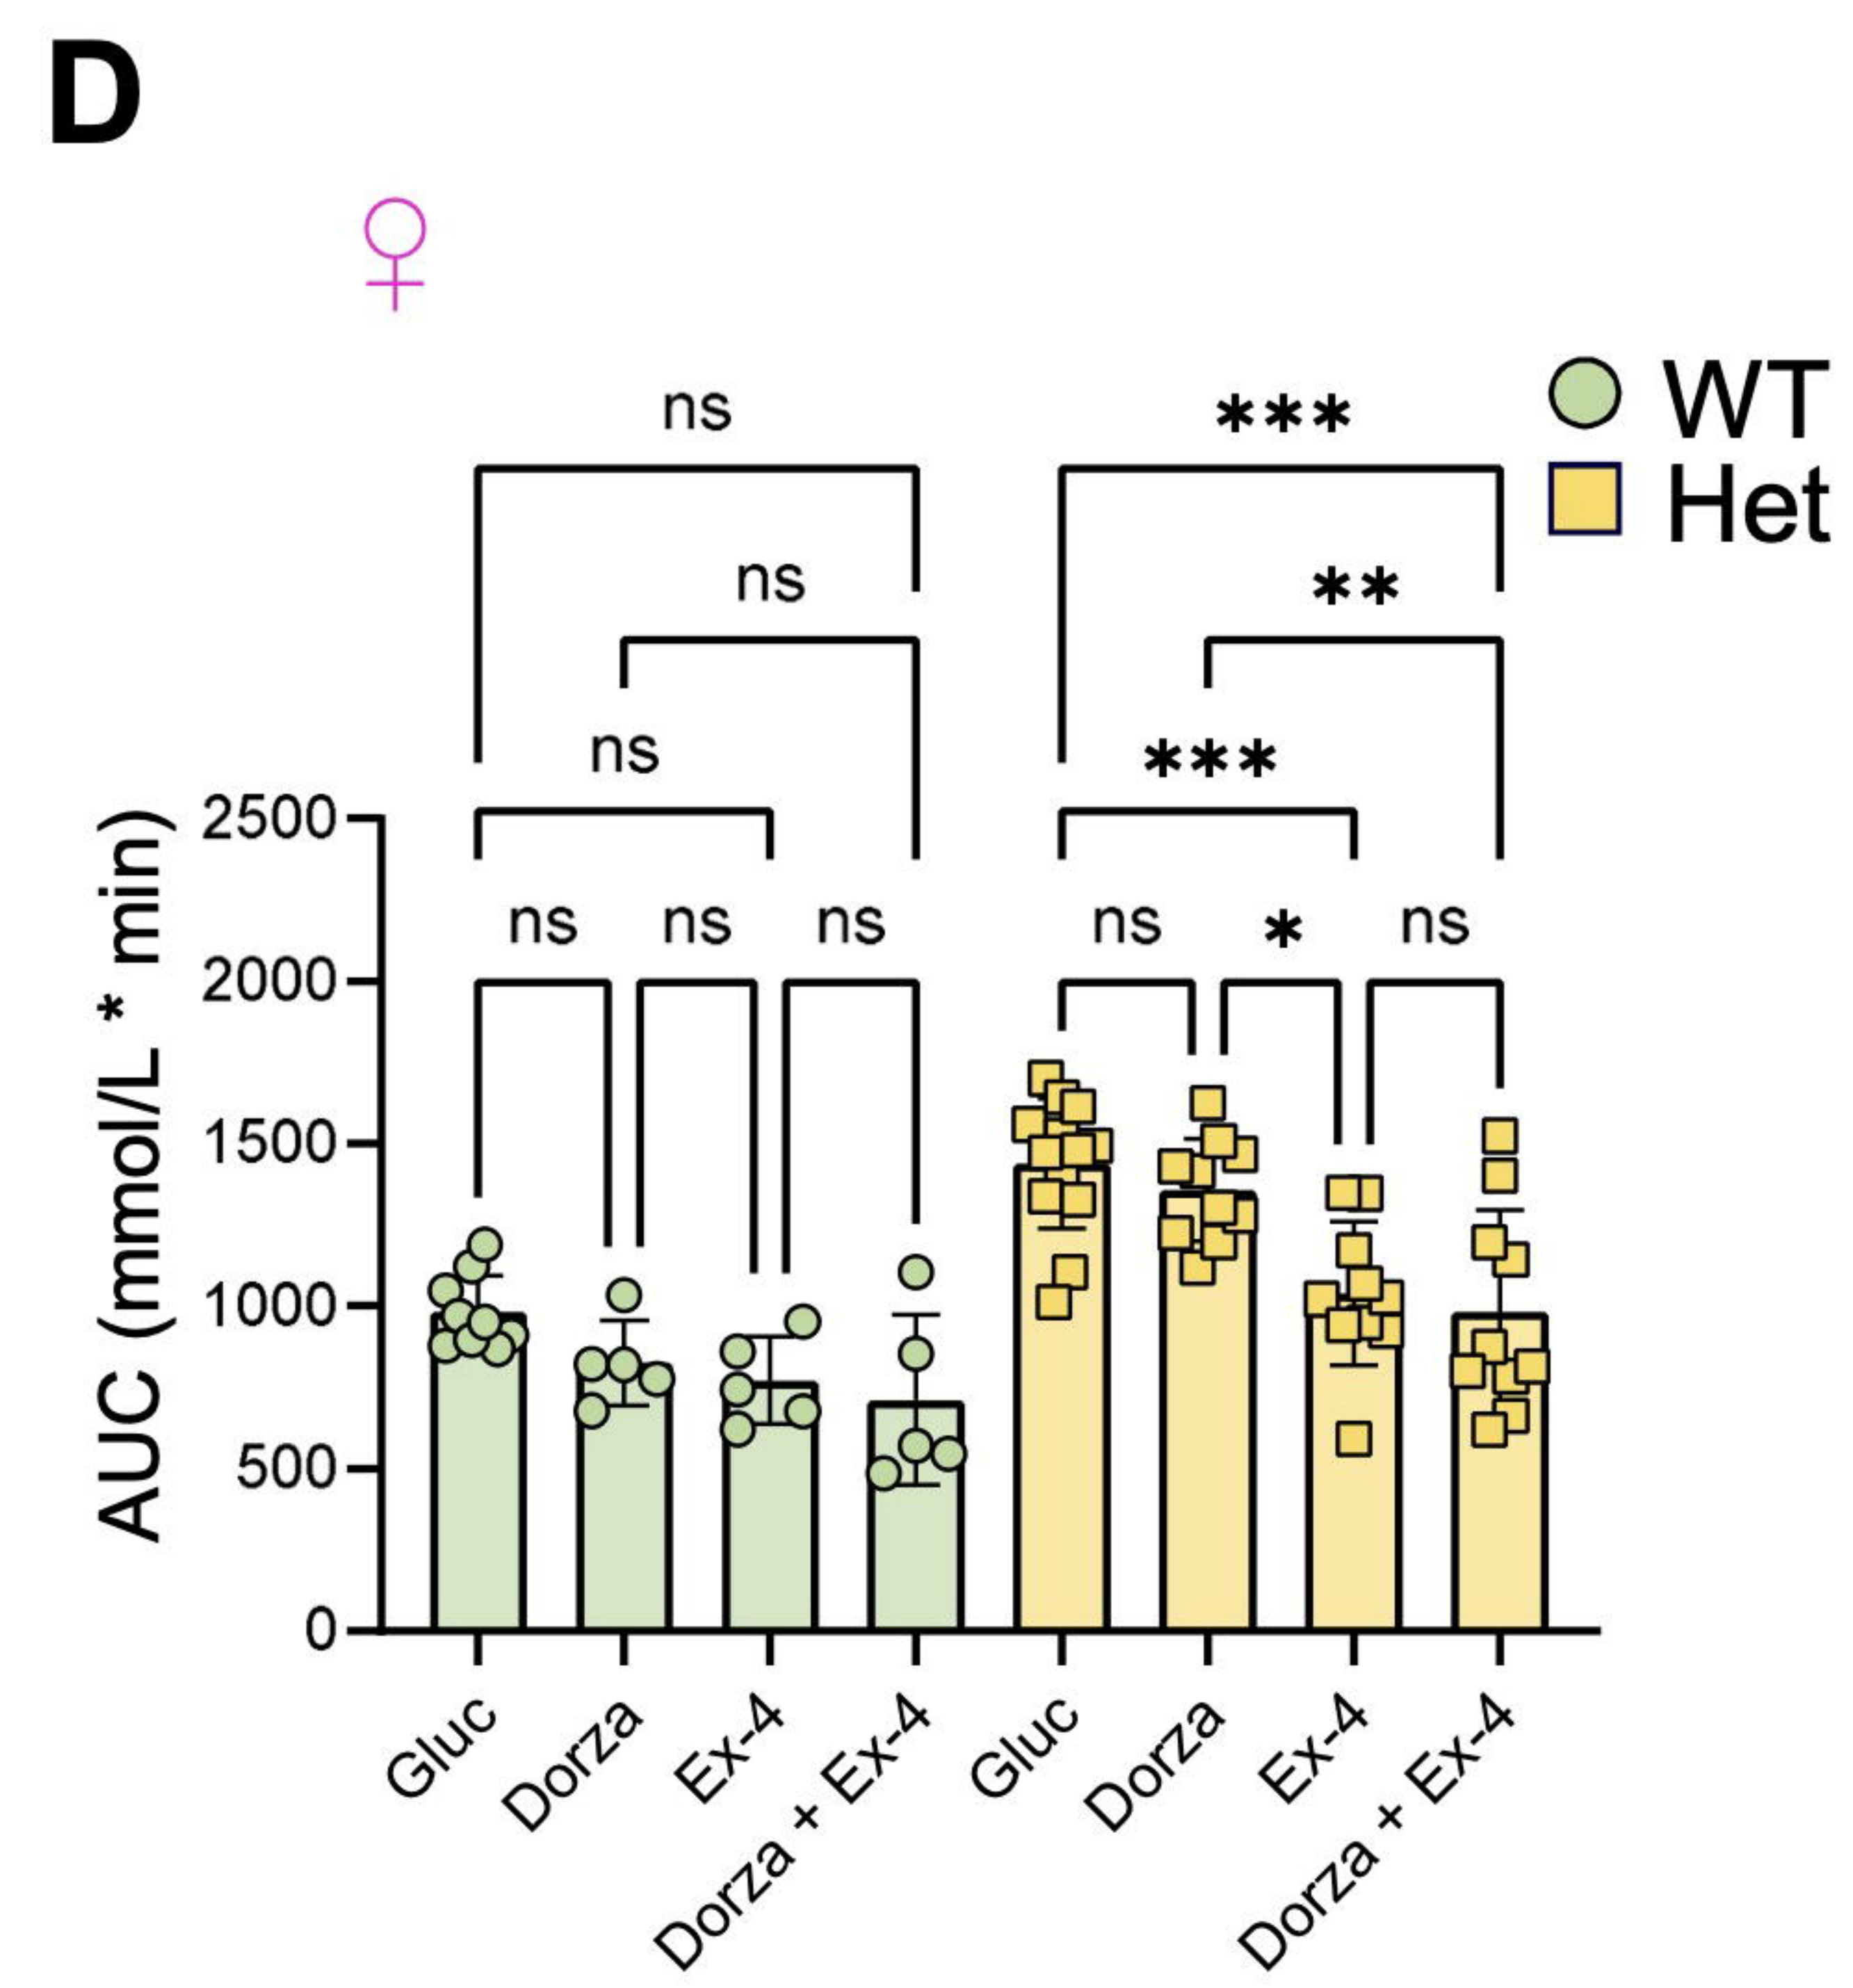 D
♀
WT
Het
ns
***
ns
**
ns
***
ns
ns
ns
ns
*
ns
AUC (mmol/L * min)
2500
2000
1500
1000
500
0
Gluc
Dorza
Ex-4
Dorza + Ex-4
Gluc
Dorza
Ex-4
Dorza + Ex-4